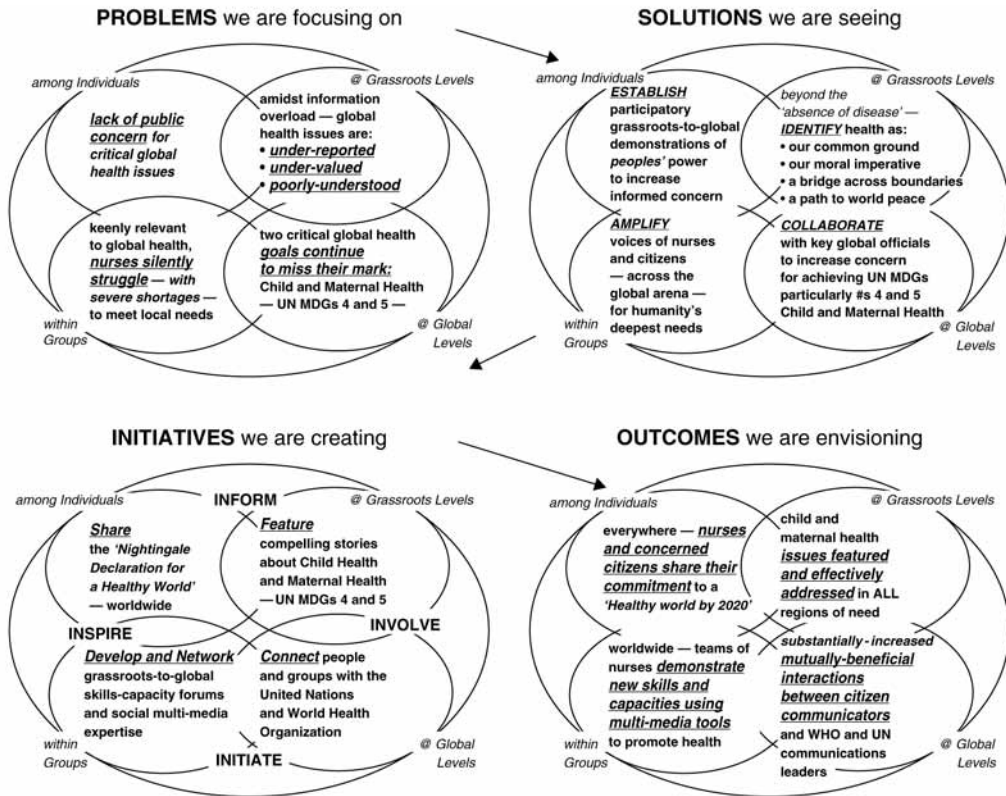 PROBLEMS we are focusing on
among Individuals
@ Grassroots Levels
lack of public
concern for
critical global
health issues
amidst information
overload — global
health issues are:
• under-reported
• under-valued
• poorly-understood
keenly relevant
to global health,
nurses silently
struggle — with
severe shortages —
to meet local needs
two critical global health
goals continue
to miss their mark:
Child and Maternal Health
— UN MDGs 4 and 5 —
within
Groups
@ Global
Levels
SOLUTIONS we are seeing
among Individuals
@ Grassroots Levels
ESTABLISH
participatory
grassroots-to-global
demonstrations of
peoples' power
to increase
informed concern
beyond the
'absence of disease' —
IDENTIFY health as:
• our common ground
• our moral imperative
• a bridge across boundaries
• a path to world peace
AMPLIFY
voices of nurses
and citizens
— across the
global arena —
for humanity's
deepest needs
COLLABORATE
with key global officials
to increase concern
for achieving UN MDGs
particularly #s 4 and 5
Child and Maternal Health
within
Groups
@ Global
Levels
INITIATIVES we are creating
among Individuals
INFORM
@ Grassroots Levels
Share
the 'Nightingale
Declaration for
a Healthy World'
— worldwide
Feature
compelling stories
about Child Health
and Maternal Health
— UN MDGs 4 and 5
INSPIRE
INVOLVE
Develop and Network
grassroots-to-global
skills-capacity forums
and social multi-media
expertise
Connect people
and groups with the
United Nations
and World Health
Organization
within
Groups
INITIATE
@ Global
Levels
OUTCOMES we are envisioning
among Individuals
@ Grassroots Levels
everywhere — nurses
and concerned
citizens share their
commitment to a
'Healthy world by 2020'
child and
maternal health
issues featured
and effectively
addressed in ALL
regions of need
worldwide — teams of
nurses demonstrate
new skills and
capacities using
multi-media tools
to promote health
substantially-increased
mutually-beneficial
interactions
between citizen
communicators
and WHO and UN
communications
leaders
within
Groups
@ Global
Levels